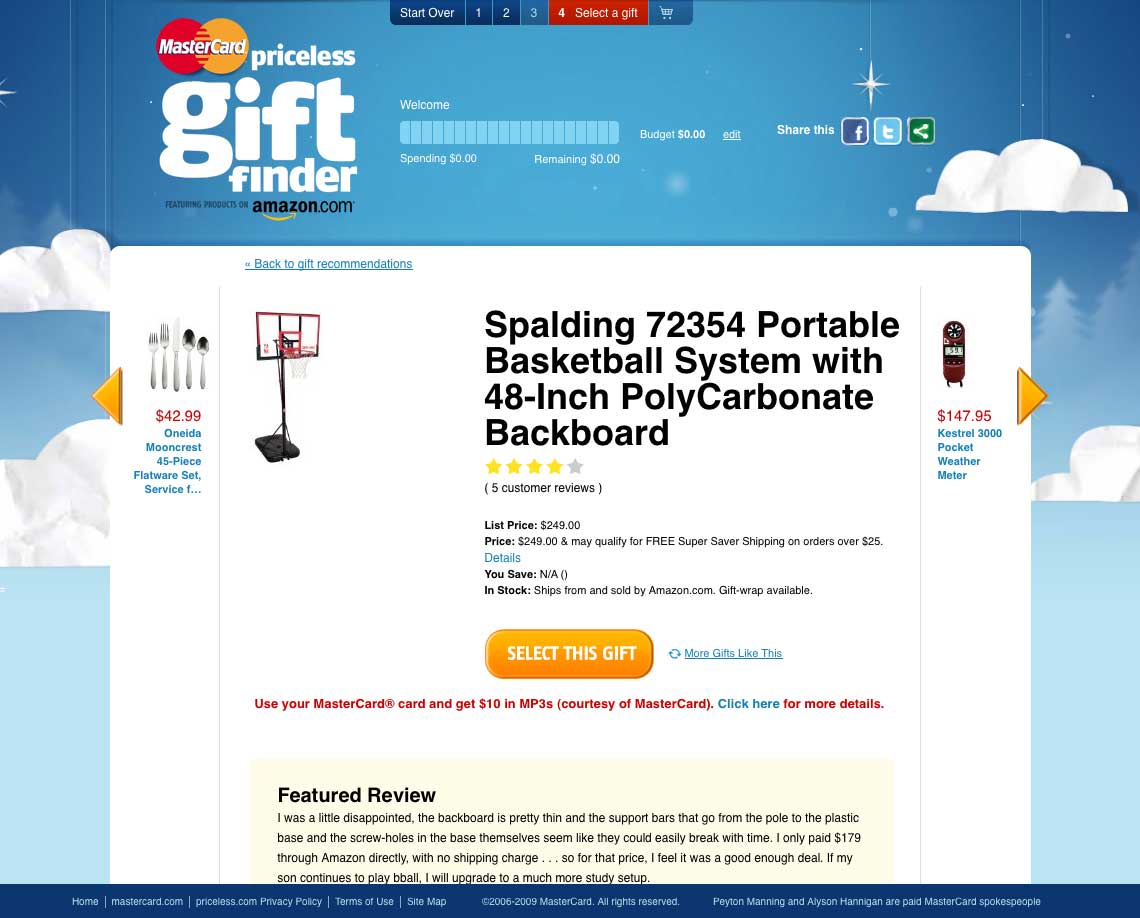 Start Over 1 2 3 4 Select a gift
MasterCard
priceless
gift
finder
FEATURING PRODUCTS ON amazon.com
Welcome
Budget $0.00 edit
Spending $0.00 Remaining $0.00
Share this
« Back to gift recommendations
$42.99
Oneida
Mooncrest
45-Piece
Flatware Set,
Service f...
Spalding 72354 Portable
Basketball System with
48-Inch PolyCarbonate
Backboard
( 5 customer reviews )
List Price: $249.00
Price: $249.00 & may qualify for FREE Super Saver Shipping on orders over $25.
Details
You Save: N/A ()
In Stock: Ships from and sold by Amazon.com. Gift-wrap available.
SELECT THIS GIFT
More Gifts Like This
$147.95
Kestrel 3000
Pocket
Weather
Meter
Use your MasterCard® card and get $10 in MP3s (courtesy of MasterCard). Click here for more details.
Featured Review
I was a little disappointed, the backboard is pretty thin and the support bars that go from the pole to the plastic
base and the screw-holes in the base themselves seem like they could easily break with time. I only paid $179
through Amazon directly, with no shipping charge . . . so for that price, I feel it was a good enough deal. If my
son continues to play bball, I will upgrade to a much more study setup.
Home | mastercard.com | priceless.com Privacy Policy | Terms of Use | Site Map ©2006-2009 MasterCard. All rights reserved. Peyton Manning and Alyson Hannigan are paid MasterCard spokespeople